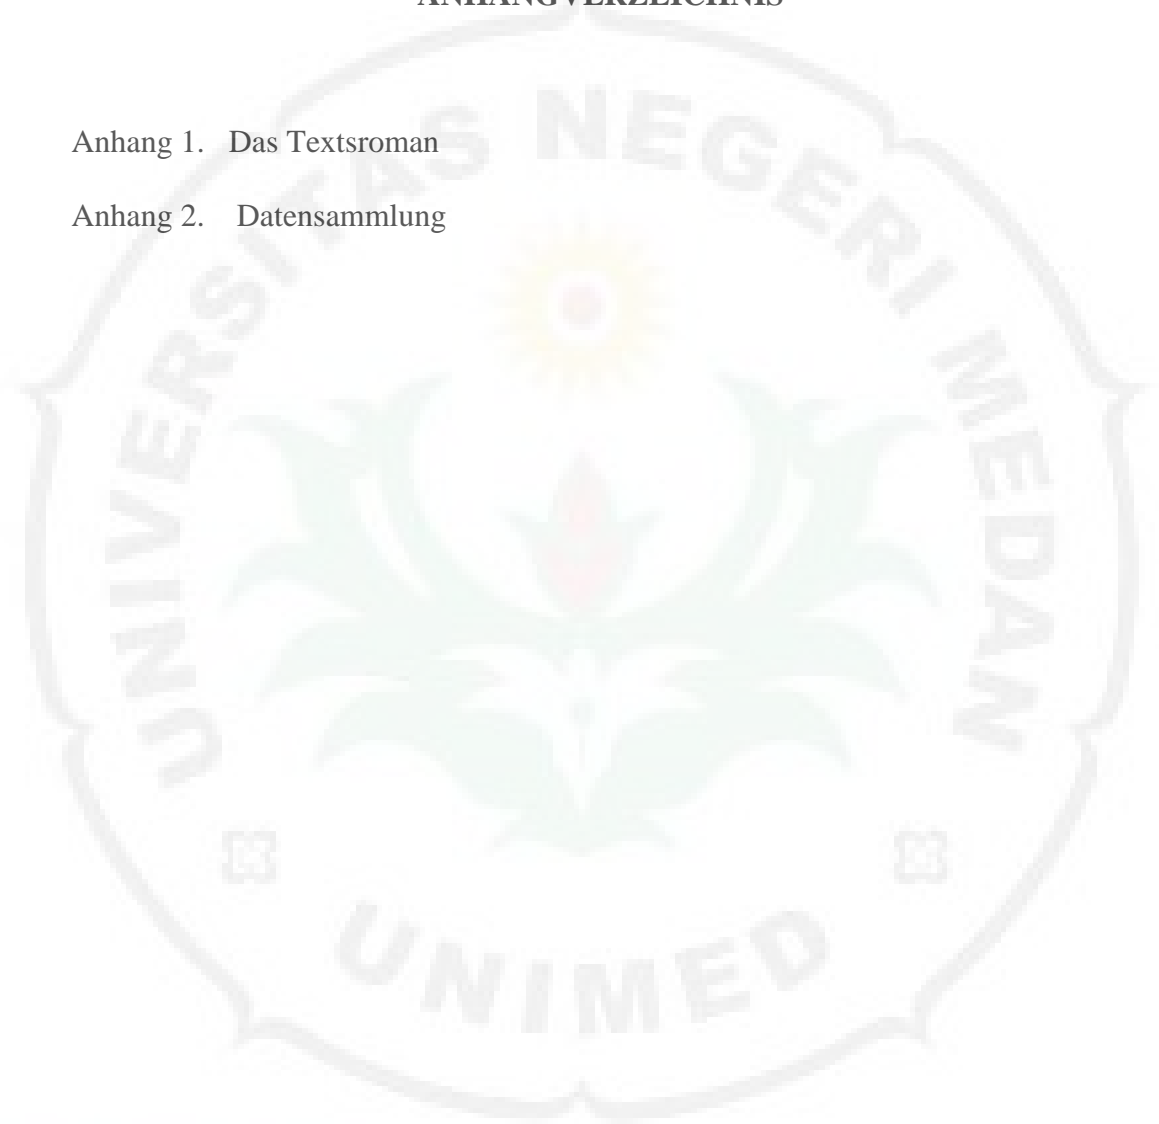 ANHANGVERZEICHNIS
Anhang 1. Das Textsroman
Anhang 2. Datensammlung
UNIVERSITAS NEGERI MEDAN
UNIMED